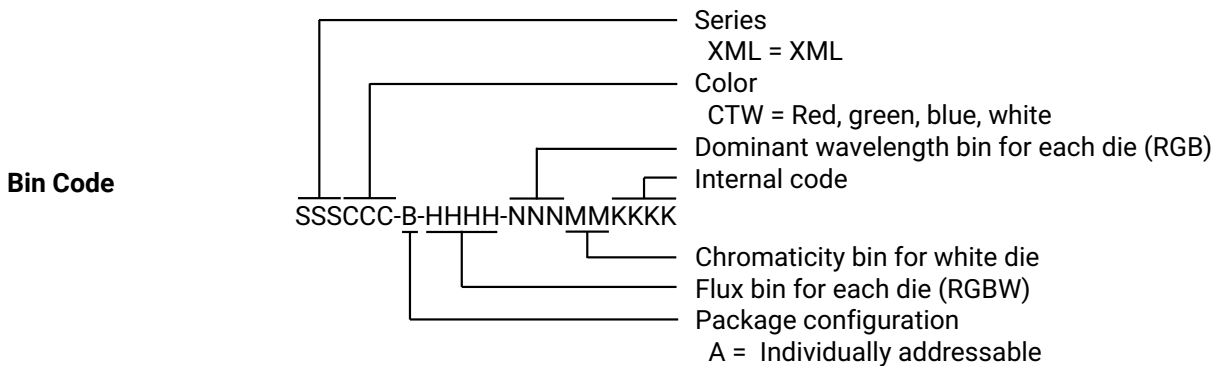 Series
XML = XML
Color
CTW = Red, green, blue, white
Dominant wavelength bin for each die (RGB)
Internal code
Bin Code
SSSCCC-B-HHHH-NNNMMKKKK
Chromaticity bin for white die
Flux bin for each die (RGBW)
Package configuration
A = Individually addressable